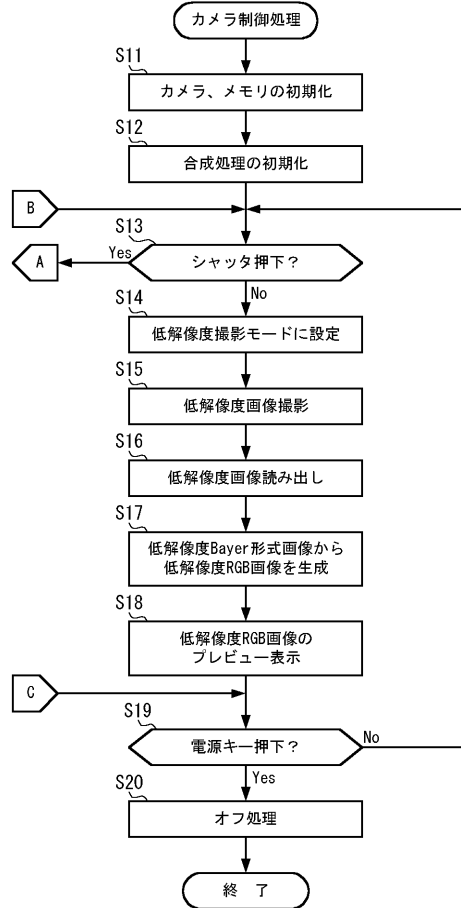 カメラ制御処理
S11
カメラ、メモリの初期化
S12
合成処理の初期化
B
S13
シャッタ押下？
Yes
A
No
S14
低解像度撮影モードに設定
S15
低解像度画像撮影
S16
低解像度画像読み出し
S17
低解像度Bayer形式画像から
低解像度RGB画像を生成
S18
低解像度RGB画像の
プレビュー表示
C
S19
電源キー押下？
No
Yes
S20
オフ処理
終 了